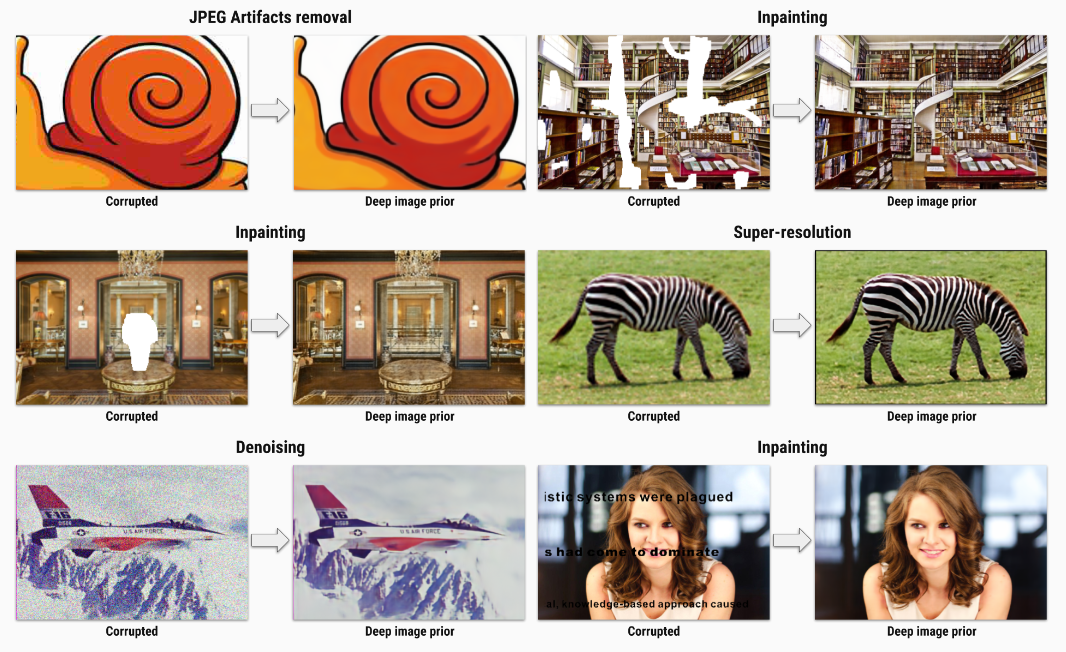 JPEG Artifacts removal
Inpainting
Corrupted
Deep image prior
Corrupted
Deep image prior
Inpainting
Super-resolution
Corrupted
Deep image prior
Corrupted
Deep image prior
Denoising
Inpainting
F-16
U.S. AIR FORCE
F-16
U.S. AIR FORCE
istic systems were plagued
s had come to dominate
al, knowledge-based approach caused
Corrupted
Deep image prior
Corrupted
Deep image prior